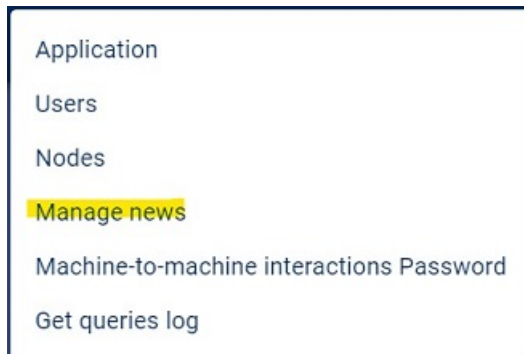 Application
Users
Nodes
Manage news
Machine-to-machine interactions Password
Get queries log